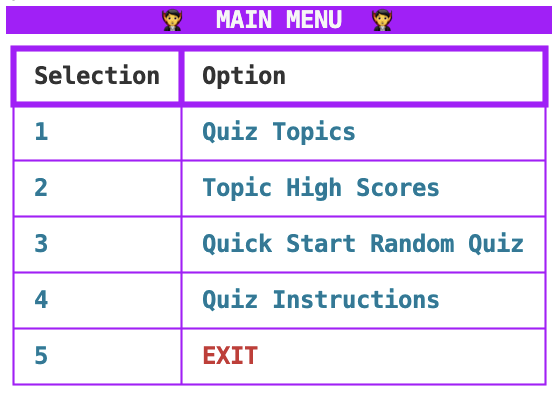 MAIN MENU
Selection Option
1 Quiz Topics
2 Topic High Scores
3 Quick Start Random Quiz
4 Quiz Instructions
5 EXIT